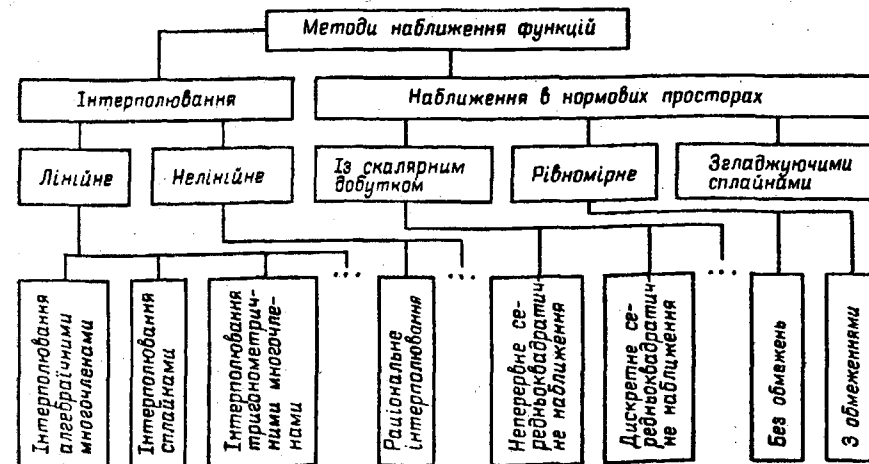 Методи наближення функцій
Інтерполювання
Наближення в нормових просторах
Лінійне
Нелінійне
Із скалярним
добутком
Рівномірне
Згладжуючими
сплайнами
...
...
...
Інтерполювання
алгебраїчними
многочленами
Інтерполювання
сплайнами
Інтерполювання
тригонометрич-
ними многочле-
нами
Раціональне
інтерполювання
Неперервне се-
редньоквадратич-
не наближення
Дискретне се-
редньоквадратич-
не наближення
Без обмежень
З обмеженнями